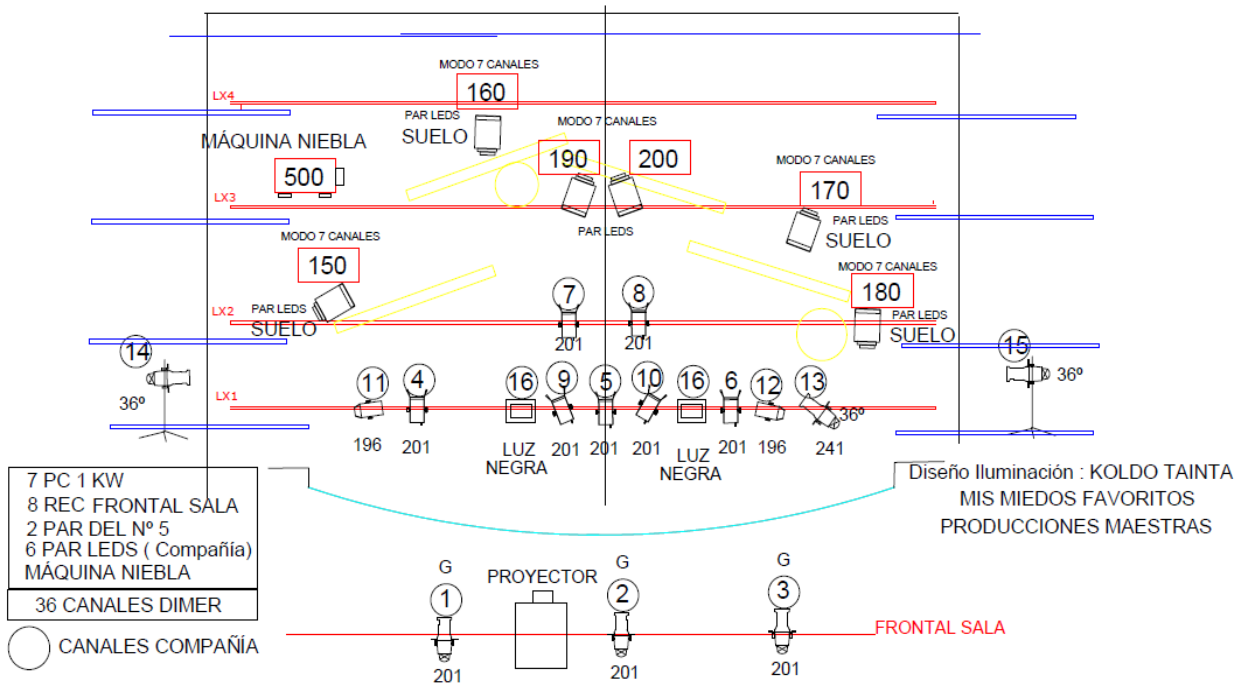 MODO 7 CANALES
160
LX4
PAR LEDS
SUELO
MODO 7 CANALES
MÁQUINA NIEBLA
190
200
MODO 7 CANALES
500
170
LX3
PAR LEDS
PAR LEDS
SUELO
MODO 7 CANALES
150
MODO 7 CANALES
180
7
8
LX2
PAR LEDS
SUELO
PAR LEDS
SUELO
201
201
14
15
36º
36º
11
4
16
9
5
10
16
6
12
13
LX1
36º
196
201
LUZ
NEGRA
201
201
201
LUZ
NEGRA
201
196
241
7 PC 1 KW
8 REC FRONTAL SALA
2 PAR DEL Nº 5
6 PAR LEDS ( Compañía)
MÁQUINA NIEBLA
36 CANALES DIMER
CANALES COMPAÑÍA
Diseño Iluminación : KOLDO TAINTA
MIS MIEDOS FAVORITOS
PRODUCCIONES MAESTRAS
G
PROYECTOR
G
G
1
2
3
FRONTAL SALA
201
201
201